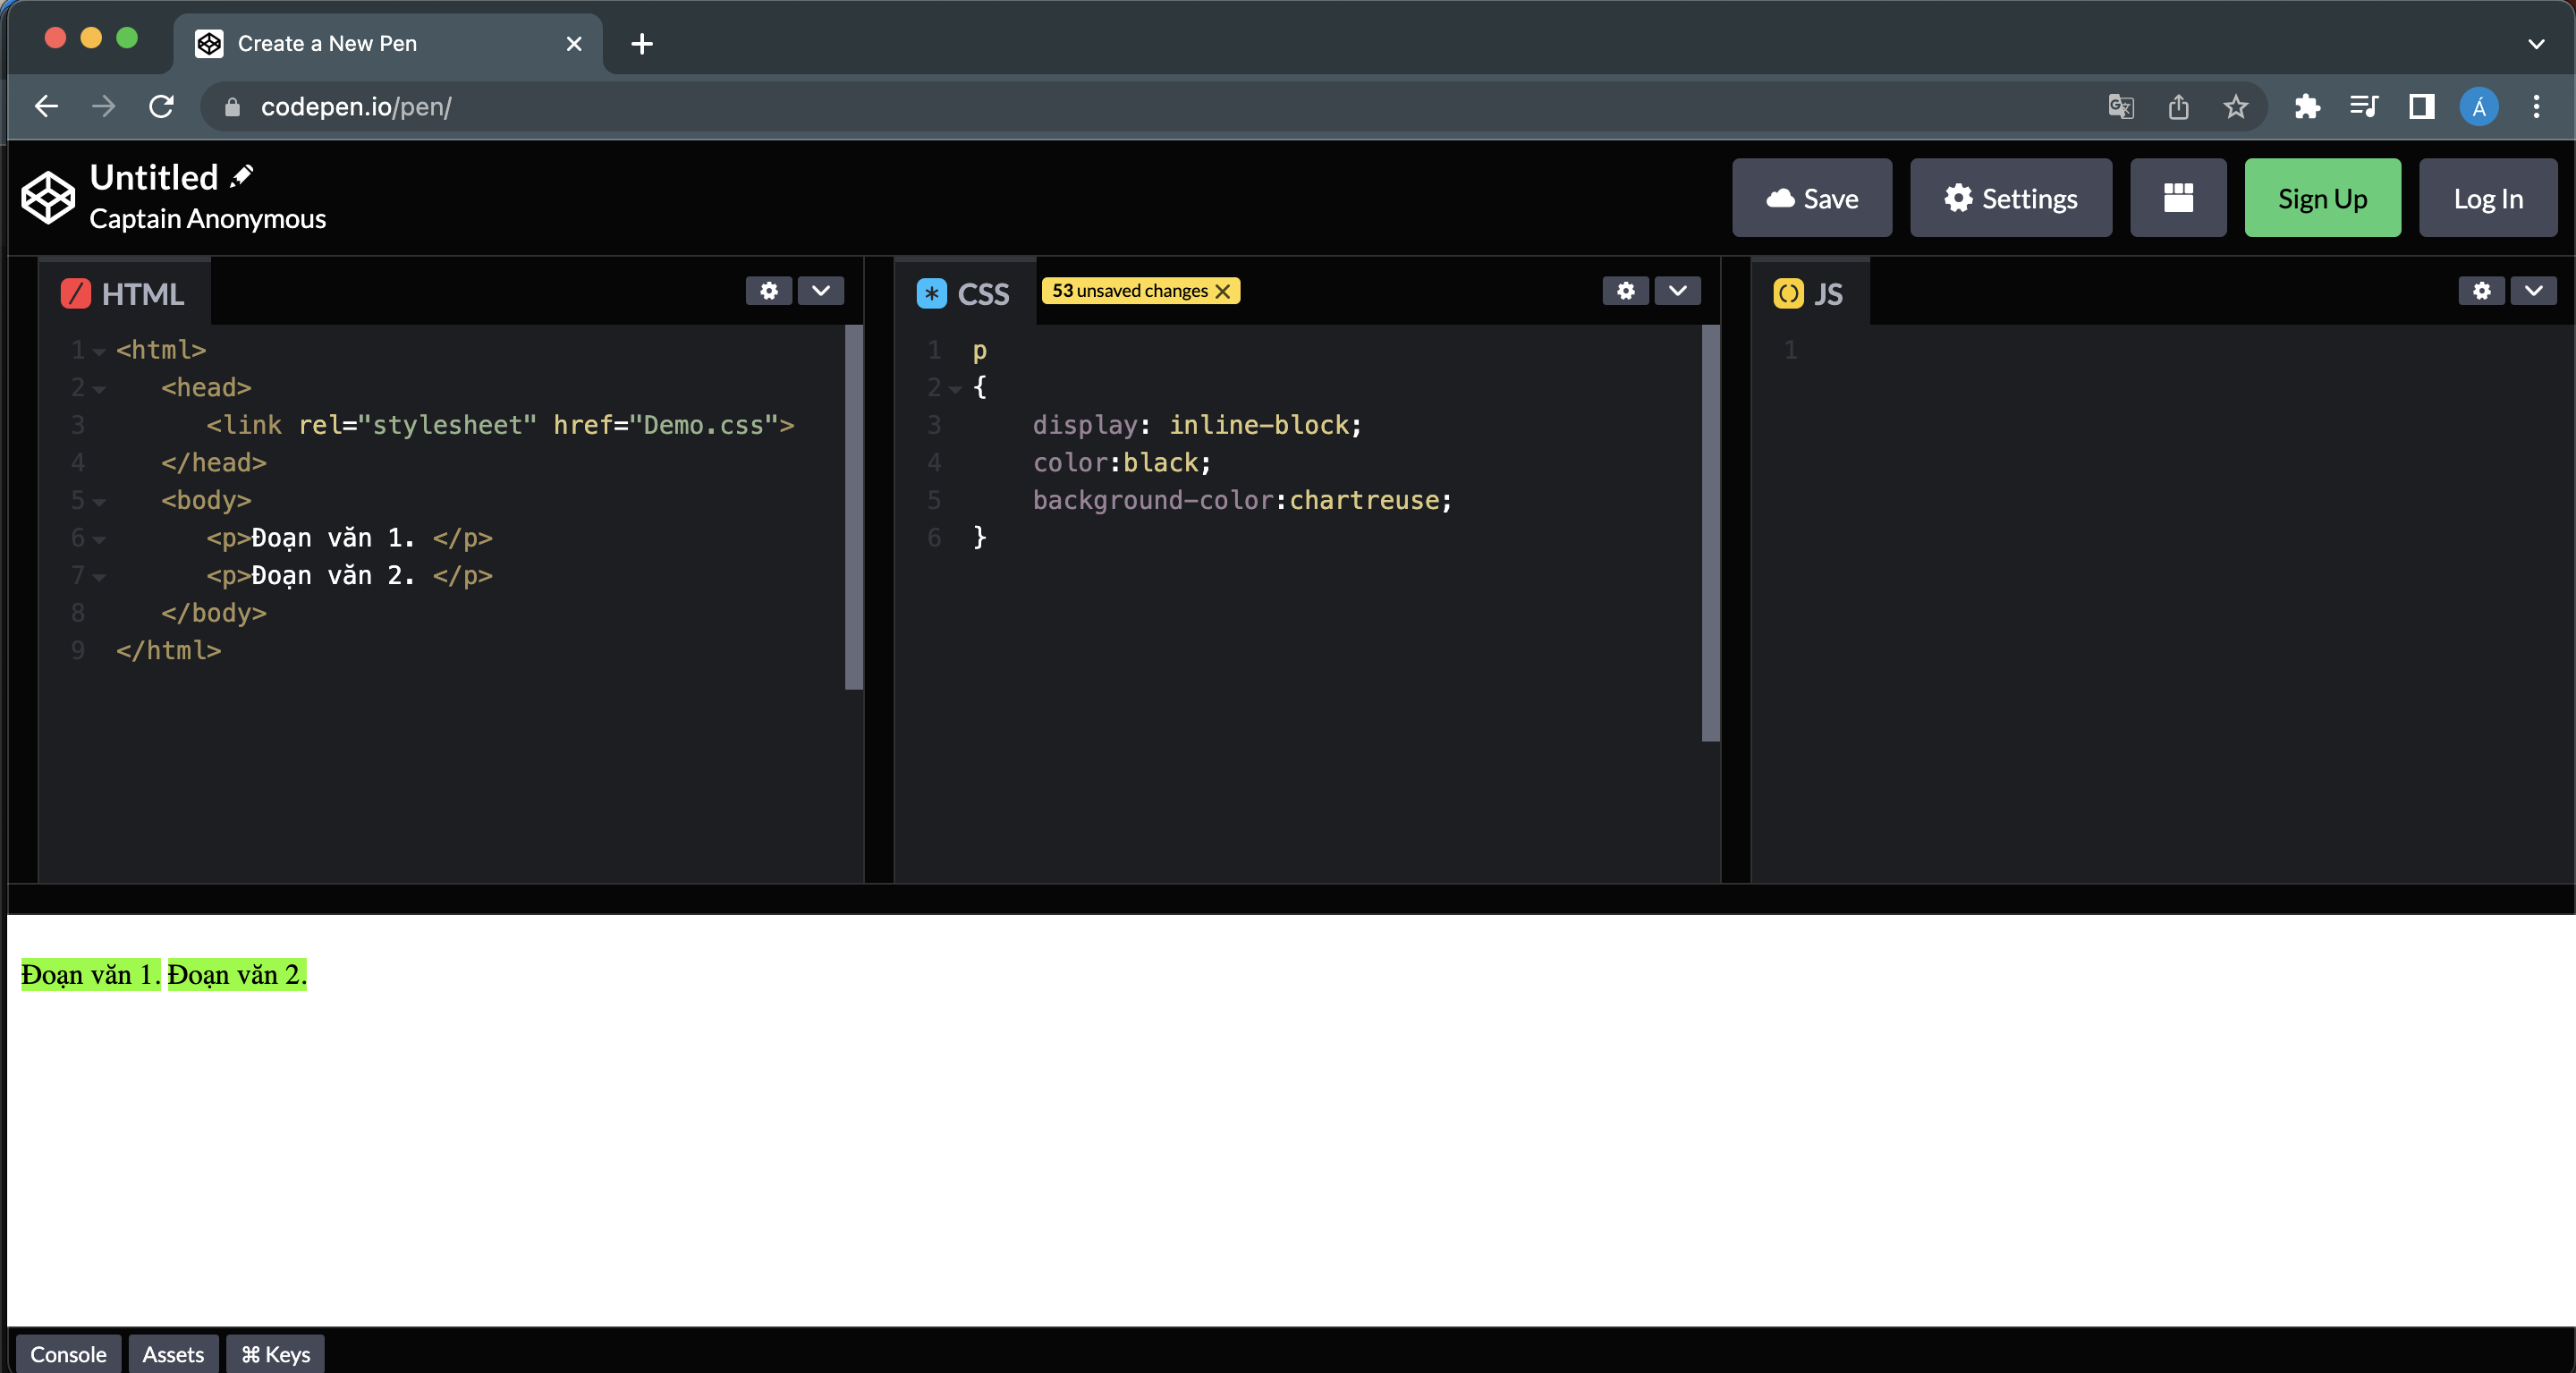 Create a New Pen
codepen.io/pen/
Untitled
Captain Anonymous
Save
Settings
Sign Up
Log In
HTML
1 <html>
2 <head>
3 <link rel="stylesheet" href="Demo.css">
4 </head>
5 <body>
6 <p>Đoạn văn 1. </p>
7 <p>Đoạn văn 2. </p>
8 </body>
9 </html>
CSS
53 unsaved changes
1 p
2 {
3 display: inline-block;
4 color:black;
5 background-color:chartreuse;
6 }
JS
1
Á
Đoạn văn 1. Đoạn văn 2.
Console
Assets
⌘ Keys